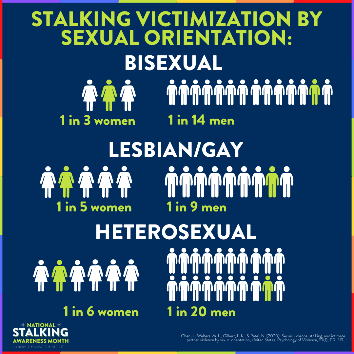 STALKING VICTIMIZATION BY
SEXUAL ORIENTATION:
BISEXUAL
1 in 3 women
1 in 14 men
LESBIAN/GAY
1 in 5 women
1 in 9 men
HETEROSEXUAL
1 in 6 women
1 in 20 men
NATIONAL
STALKING
AWARENESS MONTH